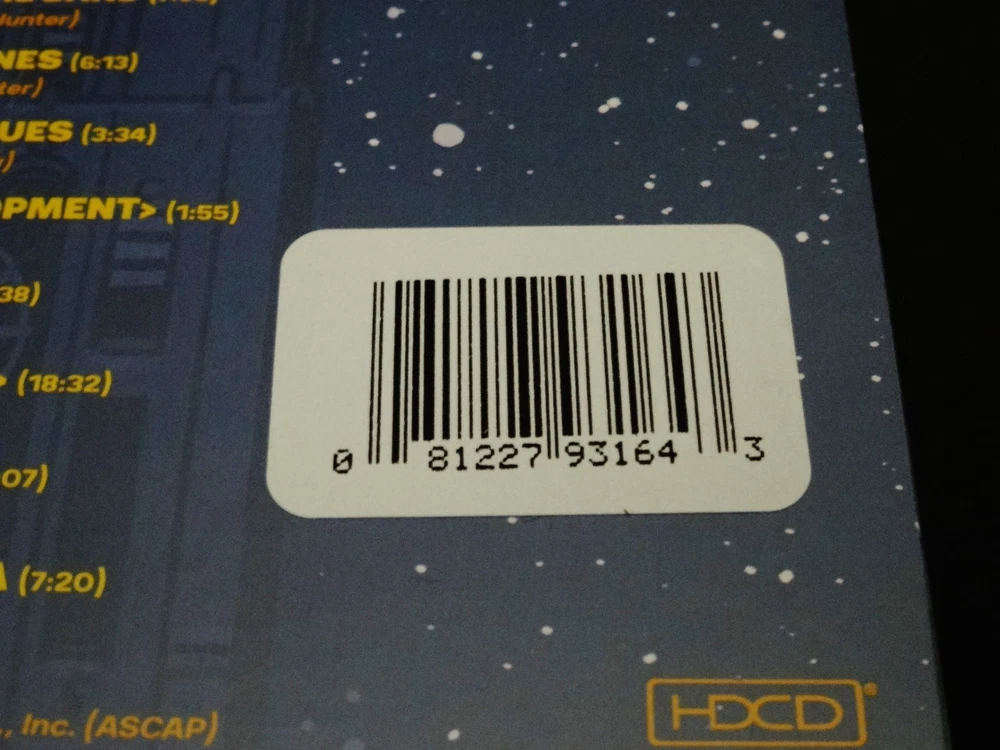 Hunter)
NES (6:13)
ter)
UES (3:34)
OPMENT> (1:55)
38)
> (18:32)
07)
(7:20)
0 81227 93164 3
., Inc. (ASCAP)
HDCD®